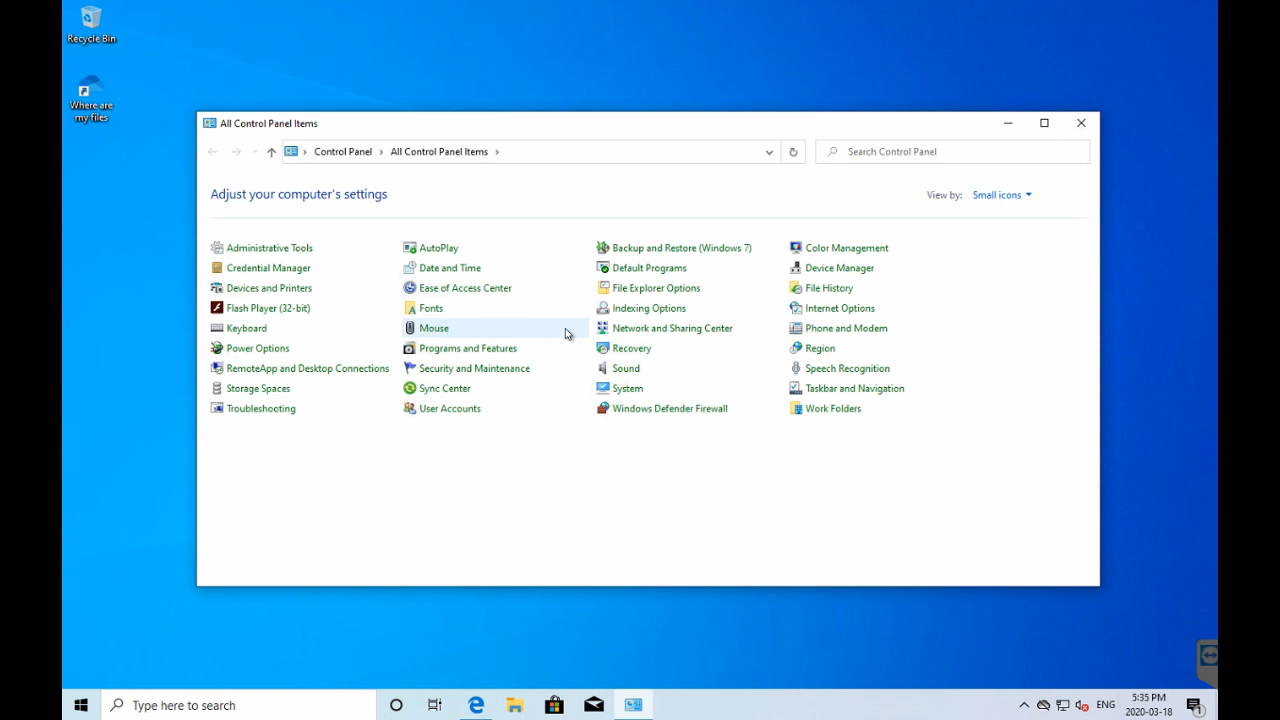 Recycle Bin
Where are
my files
All Control Panel Items
Control Panel > All Control Panel Items >
Search Control Panel
Adjust your computer's settings
View by: Small icons
Administrative Tools
AutoPlay
Backup and Restore (Windows 7)
Color Management
Credential Manager
Date and Time
Default Programs
Device Manager
Devices and Printers
Ease of Access Center
File Explorer Options
File History
Flash Player (32-bit)
Fonts
Indexing Options
Internet Options
Keyboard
Mouse
Network and Sharing Center
Phone and Modem
Power Options
Programs and Features
Recovery
Region
RemoteApp and Desktop Connections
Security and Maintenance
Sound
Speech Recognition
Storage Spaces
Sync Center
System
Taskbar and Navigation
Troubleshooting
User Accounts
Windows Defender Firewall
Work Folders
Type here to search
ENG
5:35 PM
2020-03-18
1